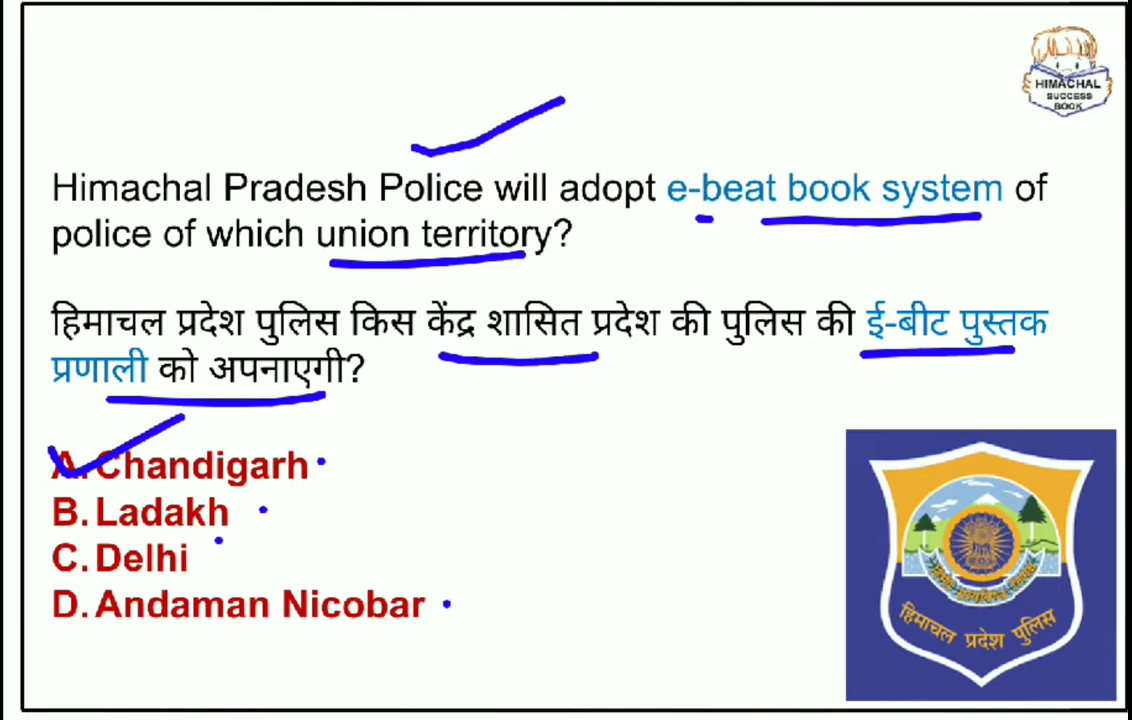 HIMACHAL
SUCCESS
BOOK
Himachal Pradesh Police will adopt e-beat book system of
police of which union territory?
हिमाचल प्रदेश पुलिस किस केंद्र शासित प्रदेश की पुलिस की ई-बीट पुस्तक
प्रणाली को अपनाएगी?
A. Chandigarh
B. Ladakh
C. Delhi
D. Andaman Nicobar
हिमाचल प्रदेश पुलिस